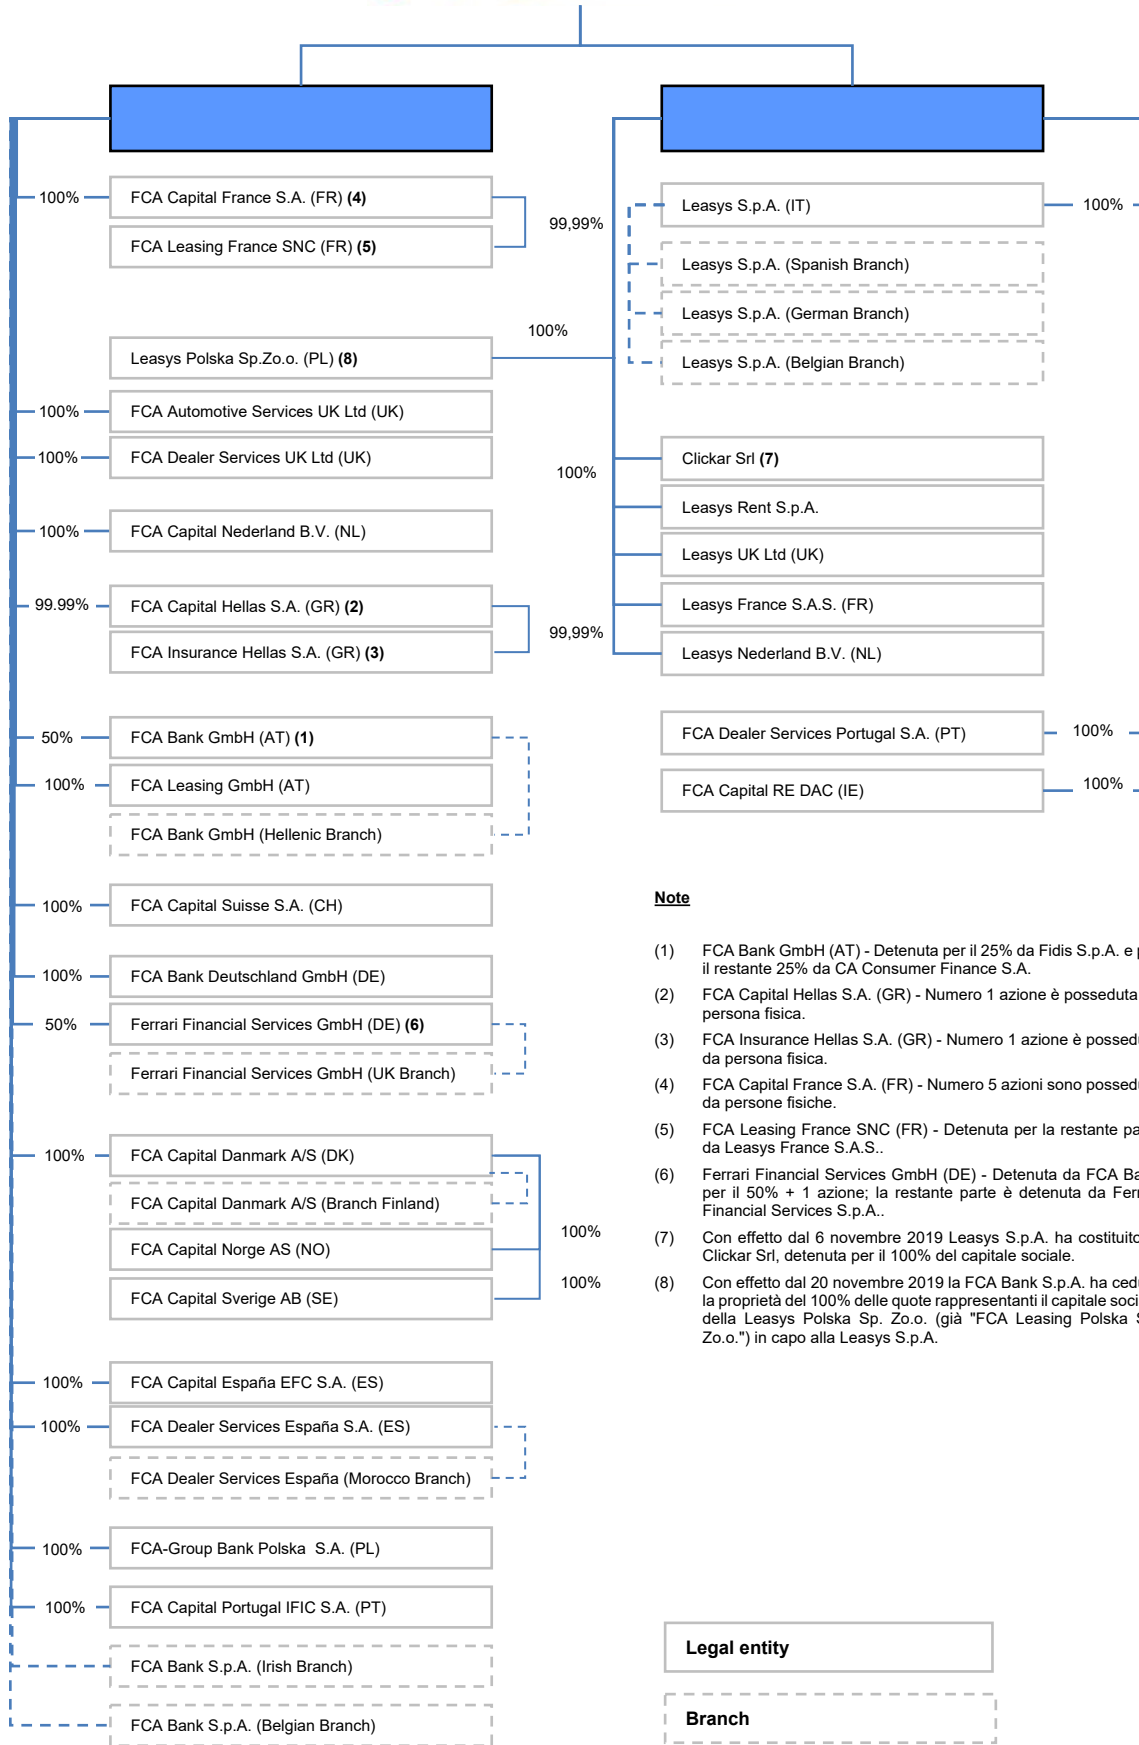 100%
FCA Capital France S.A. (FR) (4)
FCA Leasing France SNC (FR) (5)
99,99%
Leasys Polska Sp.Zo.o. (PL) (8)
100%
100%
FCA Automotive Services UK Ltd (UK)
100%
FCA Dealer Services UK Ltd (UK)
100%
FCA Capital Nederland B.V. (NL)
99.99%
FCA Capital Hellas S.A. (GR) (2)
FCA Insurance Hellas S.A. (GR) (3)
99,99%
50%
FCA Bank GmbH (AT) (1)
100%
FCA Leasing GmbH (AT)
FCA Bank GmbH (Hellenic Branch)
100%
FCA Capital Suisse S.A. (CH)
100%
FCA Bank Deutschland GmbH (DE)
50%
Ferrari Financial Services GmbH (DE) (6)
Ferrari Financial Services GmbH (UK Branch)
100%
FCA Capital Danmark A/S (DK)
FCA Capital Danmark A/S (Branch Finland)
FCA Capital Norge AS (NO)
100%
FCA Capital Sverige AB (SE)
100%
100%
FCA Capital España EFC S.A. (ES)
100%
FCA Dealer Services España S.A. (ES)
FCA Dealer Services España (Morocco Branch)
100%
FCA-Group Bank Polska S.A. (PL)
100%
FCA Capital Portugal IFIC S.A. (PT)
FCA Bank S.p.A. (Irish Branch)
FCA Bank S.p.A. (Belgian Branch)
Leasys S.p.A. (IT)
100%
Leasys S.p.A. (Spanish Branch)
Leasys S.p.A. (German Branch)
Leasys S.p.A. (Belgian Branch)
100%
Clickar Srl (7)
Leasys Rent S.p.A.
Leasys UK Ltd (UK)
Leasys France S.A.S. (FR)
Leasys Nederland B.V. (NL)
FCA Dealer Services Portugal S.A. (PT)
100%
FCA Capital RE DAC (IE)
100%
Note
(1) FCA Bank GmbH (AT) - Detenuta per il 25% da Fidis S.p.A. e
il restante 25% da CA Consumer Finance S.A.
(2) FCA Capital Hellas S.A. (GR) - Numero 1 azione è posseduta
persona fisica.
(3) FCA Insurance Hellas S.A. (GR) - Numero 1 azione è possedu
da persona fisica.
(4) FCA Capital France S.A. (FR) - Numero 5 azioni sono possedu
da persone fisiche.
(5) FCA Leasing France SNC (FR) - Detenuta per la restante pa
da Leasys France S.A.S..
(6) Ferrari Financial Services GmbH (DE) - Detenuta da FCA Ba
per il 50% + 1 azione; la restante parte è detenuta da Ferr
Financial Services S.p.A..
(7) Con effetto dal 6 novembre 2019 Leasys S.p.A. ha costituito
Clickar Srl, detenuta per il 100% del capitale sociale.
(8) Con effetto dal 20 novembre 2019 la FCA Bank S.p.A. ha cedu
la proprietà del 100% delle quote rappresentanti il capitale soci
della Leasys Polska Sp. Zo.o. (già "FCA Leasing Polska S
Zo.o.") in capo alla Leasys S.p.A.
Legal entity
Branch